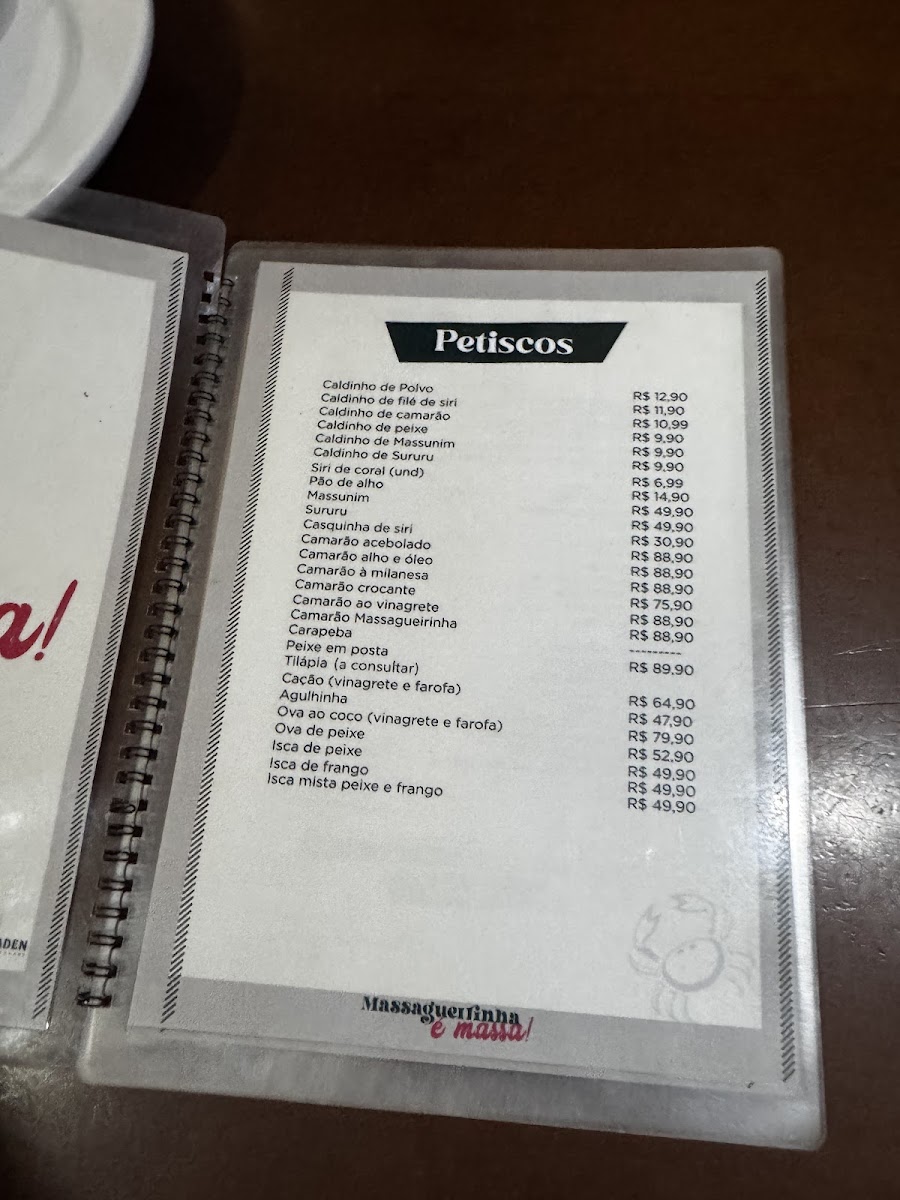 a!
ADEN
Petiscos
Caldinho de Polvo R$ 12,90
Caldinho de filé de siri R$ 11,90
Caldinho de camarão R$ 10,99
Caldinho de peixe R$ 9,90
Caldinho de Massunim R$ 9,90
Caldinho de Sururu R$ 9,90
Siri de coral (und) R$ 6,99
Pão de alho R$ 14,90
Massunim R$ 49,90
Sururu R$ 49,90
Casquinha de siri R$ 30,90
Camarão acebolado R$ 88,90
Camarão alho e óleo R$ 88,90
Camarão à milanesa R$ 88,90
Camarão crocante R$ 75,90
Camarão ao vinagrete R$ 88,90
Camarão Massagueirinha R$ 88,90
Carapeba ---------
Peixe em posta R$ 89,90
Tilápia (a consultar)
Cação (vinagrete e farofa) R$ 64,90
Agulhinha R$ 47,90
Ova ao coco (vinagrete e farofa) R$ 79,90
Ova de peixe R$ 52,90
Isca de peixe R$ 49,90
Isca de frango R$ 49,90
Isca mista peixe e frango R$ 49,90
Massagueirinha
é massa!